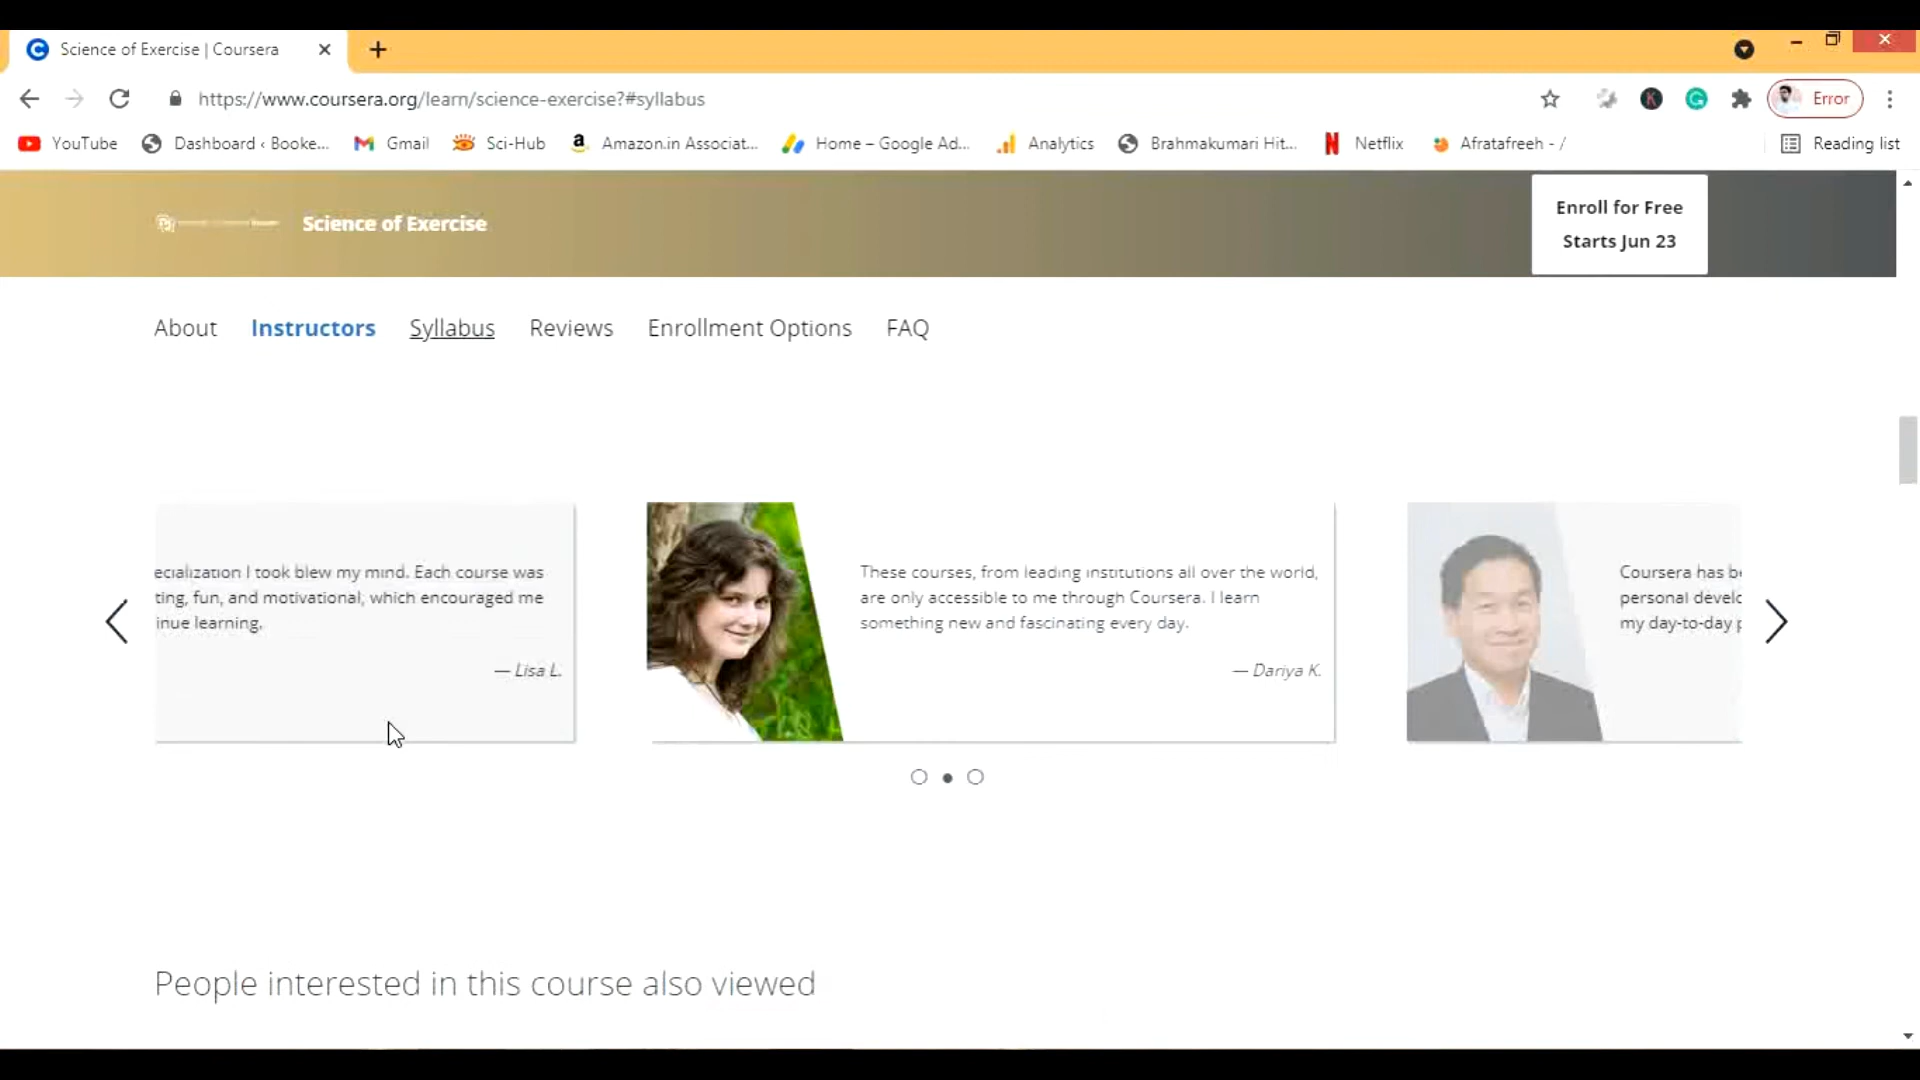 Science of Exercise | Coursera
https://www.coursera.org/learn/science-exercise?#syllabus
Error
YouTube
Dashboard ‹ Booke...
Gmail
Sci-Hub
Amazon.in Associat...
Home – Google Ad...
Analytics
Brahmakumari Hit...
Netflix
Afratafreeh - /
Reading list
Science of Exercise
Enroll for Free
Starts Jun 23
About
Instructors
Syllabus
Reviews
Enrollment Options
FAQ
ecialization I took blew my mind. Each course was
ting, fun, and motivational, which encouraged me
inue learning.
— Lisa L.
These courses, from leading institutions all over the world,
are only accessible to me through Coursera. I learn
something new and fascinating every day.
— Dariya K.
Coursera has be
personal develo
my day-to-day p
People interested in this course also viewed